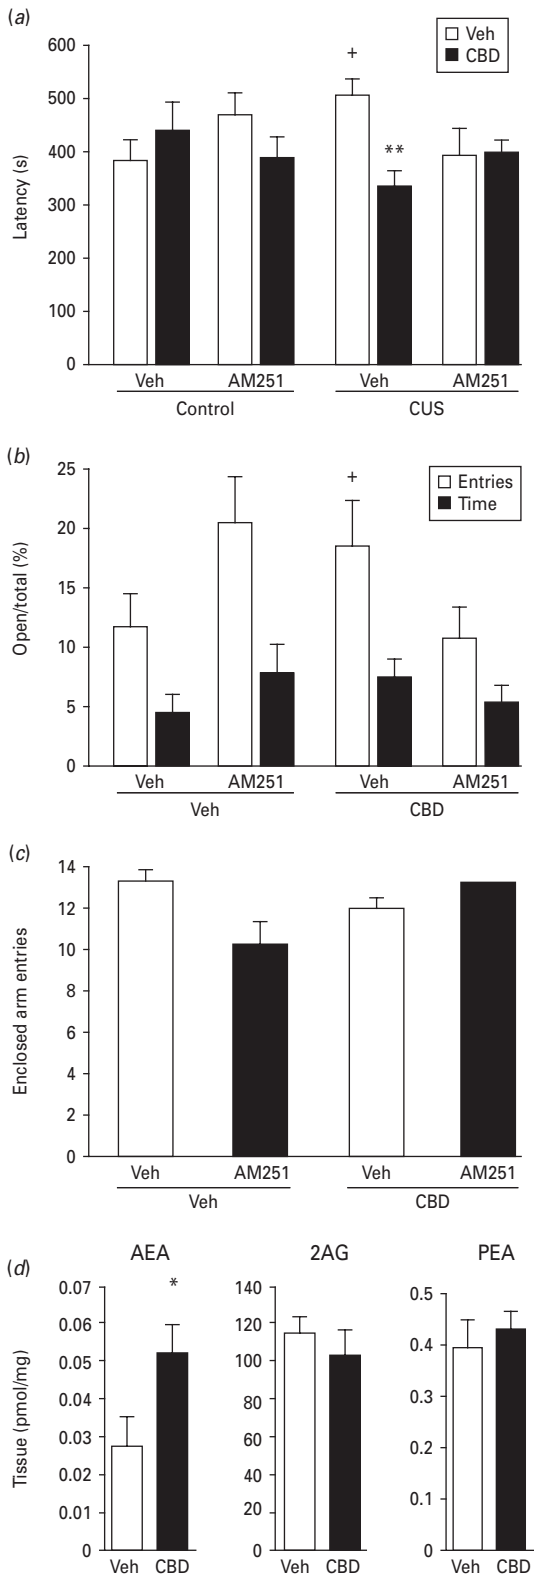 (a)
Veh
CBD
Latency (s)
600
500
400
300
200
100
0
+
**
Veh AM251 Veh AM251
Control CUS
(b)
Entries
Time
Open/total (%)
25
20
15
10
5
0
+
Veh AM251 Veh AM251
Veh CBD
(c)
Enclosed arm entries
14
12
10
8
6
4
2
0
Veh AM251 Veh AM251
Veh CBD
(d)
AEA 2AG PEA
Tissue (pmol/mg)
0.07
0.06
0.05
0.04
0.03
0.02
0.01
0
*
Veh CBD
140
120
100
80
60
40
20
0
Veh CBD
0.5
0.4
0.3
0.2
0.1
0
Veh CBD